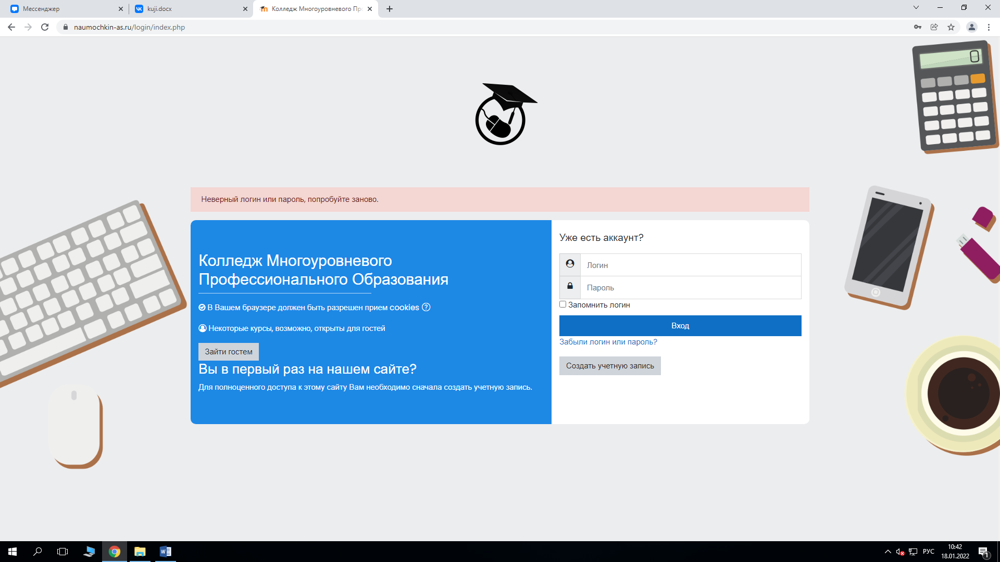 Мессенджер
kuji.docx
Колледж Многоуровневого Пр
naumochkin-as.ru/login/index.php
Неверный логин или пароль, попробуйте заново.
Колледж Многоуровневого
Профессионального Образования
В Вашем браузере должен быть разрешен прием cookies
Некоторые курсы, возможно, открыты для гостей
Зайти гостем
Вы в первый раз на нашем сайте?
Для полноценного доступа к этому сайту Вам необходимо сначала создать учетную запись.
Уже есть аккаунт?
Логин
Пароль
Запомнить логин
Вход
Забыли логин или пароль?
Создать учетную запись
РУС
10:42
18.01.2022
1